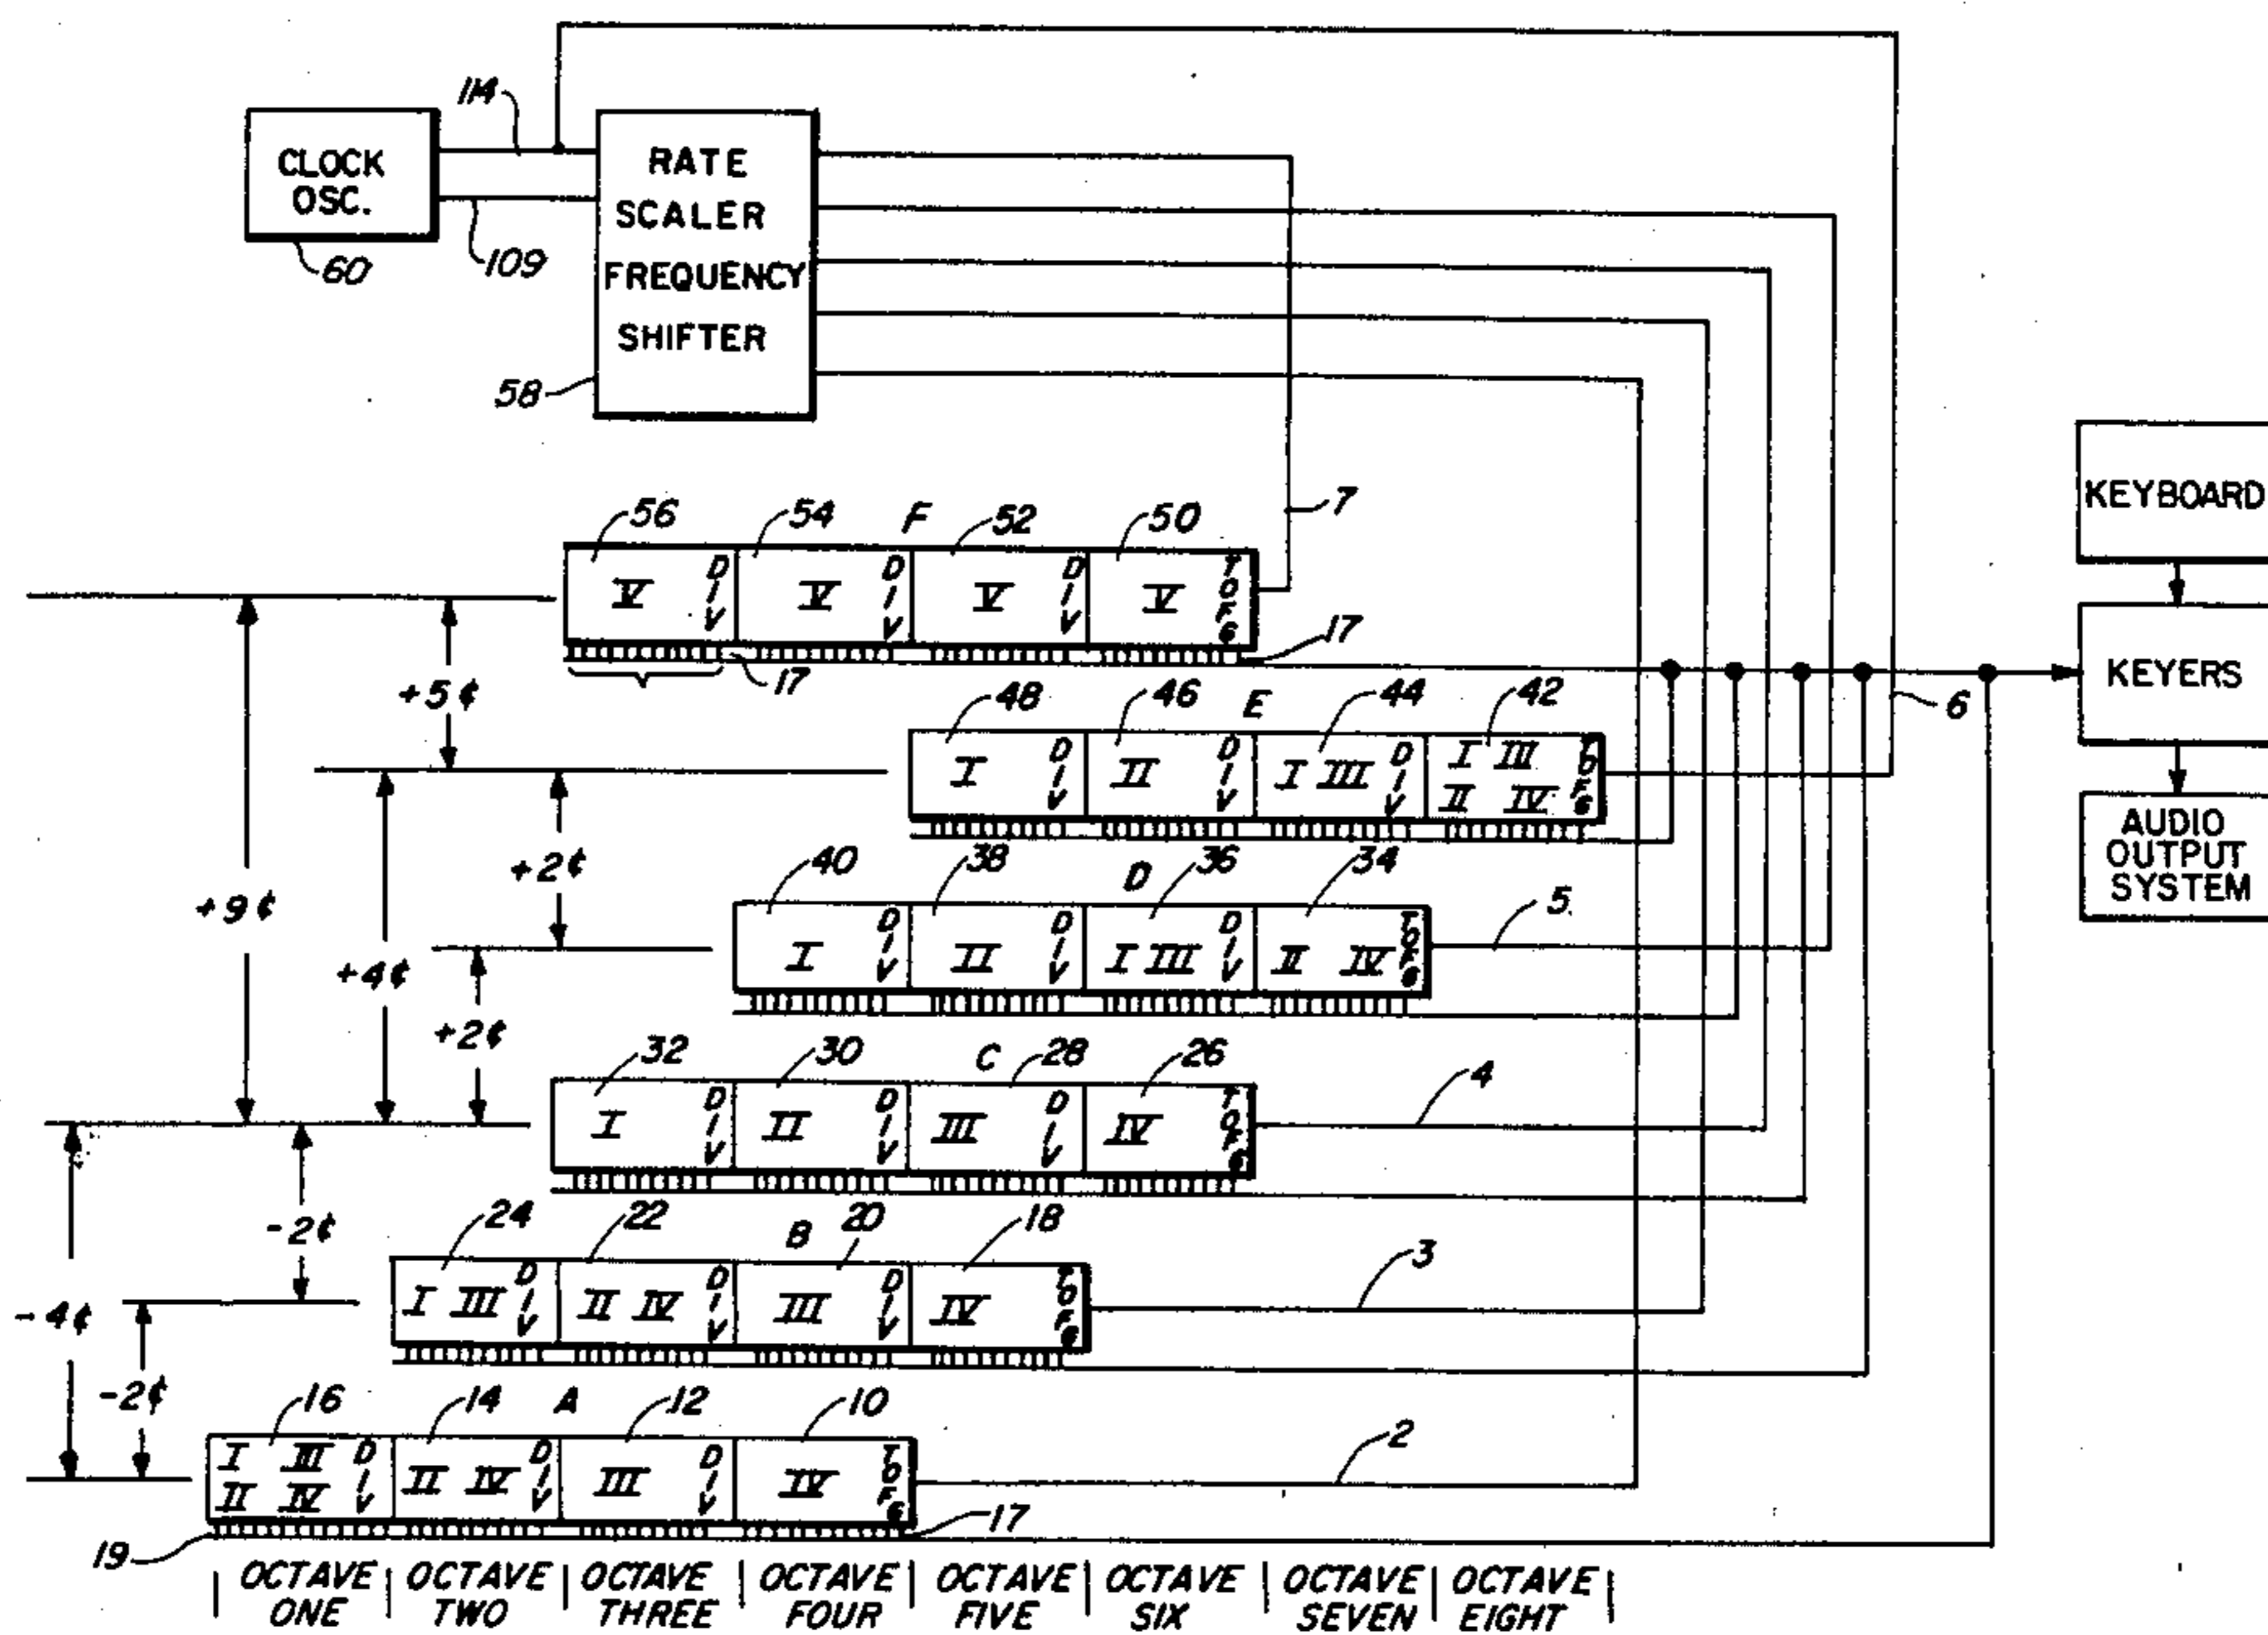 114
CLOCK
OSC.
60
109
RATE
SCALER
FREQUENCY
SHIFTER
58
7
KEYBOARD
KEYERS
AUDIO
OUTPUT
SYSTEM
56 54 F 52 50
V DIV V DIV V DIV V TOFG
17
17
+5¢
48 46 E 44 42
6
I DIV II DIV I III DIV I III TOFG
II IV
+2¢
+9¢
40 38 D 36 34
5
I DIV II DIV I III DIV II IV TOFG
+4¢
+2¢
32 30 C 28 26
4
I DIV II DIV III DIV IV TOFG
-2¢
24 22 B 20 18
3
I III DIV II IV DIV III DIV IV TOFG
-4¢
-2¢
16 14 A 12 10
2
I III DIV II IV DIV III DIV IV TOFG
II IV
17
19
OCTAVE ONE
OCTAVE TWO
OCTAVE THREE
OCTAVE FOUR
OCTAVE FIVE
OCTAVE SIX
OCTAVE SEVEN
OCTAVE EIGHT